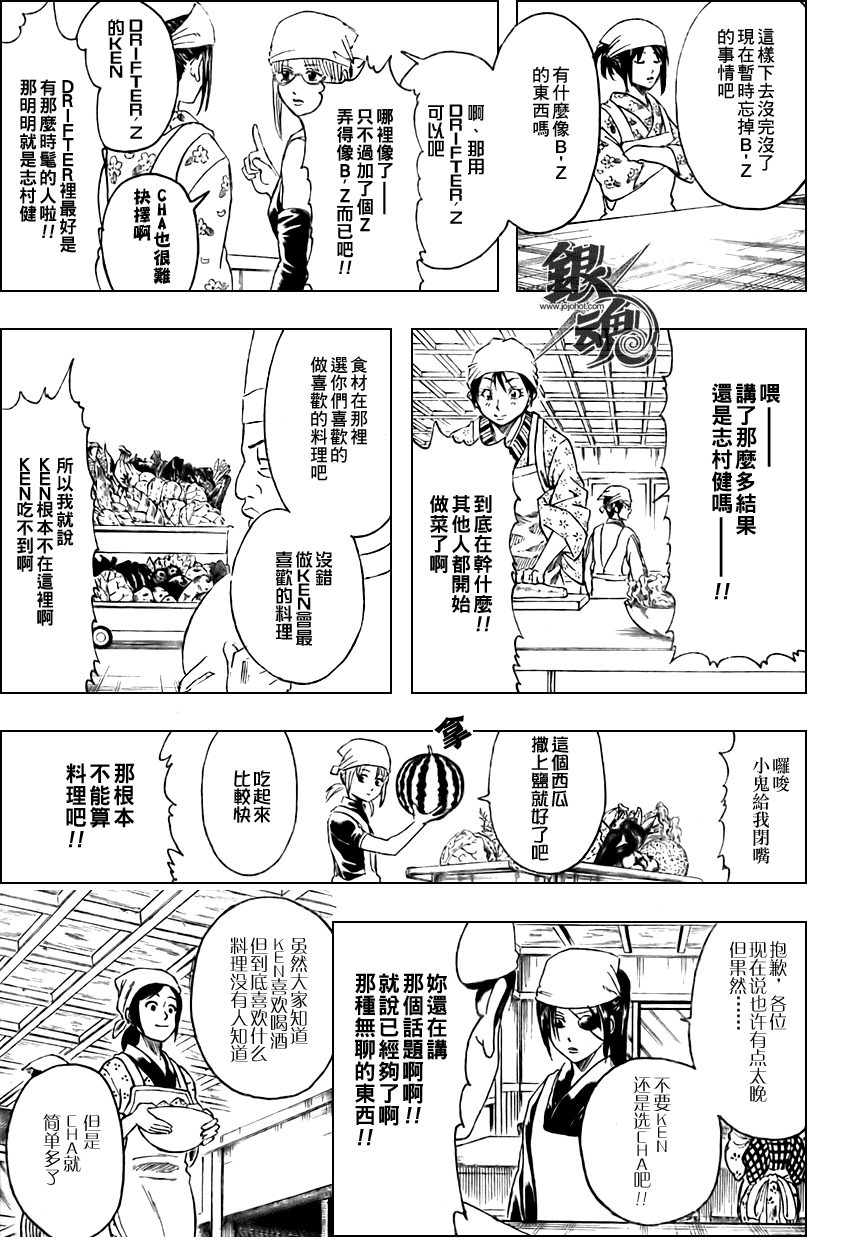 這樣下去沒完沒了
現在暫時忘掉B'Z
的事情吧
有什麼像B'Z
的東西嗎
啊、那用
DRIFTER'Z
可以吧
哪裡像了——
只不過加了個Z
弄得像B'Z而已吧!!
DRIFTER'Z
的KEN
CHA也很難
抉擇啊
DRIFTER裡最好是
有那麼時髦的人啦!!
那明明就是志村健
銀魂
www.jojohot.com
喂——
講了那麼多結果
還是志村健嗎——!!
到底在幹什麼!!
其他人都開始
做菜了啊
食材在那裡
選你們喜歡的
做喜歡的料理吧
沒錯
做KEN會最
喜歡的料理
所以我就說
KEN根本不在這裡啊
KEN吃不到啊
囉唆
小鬼給我閉嘴
這個西瓜
撒上鹽就好了吧
拿
吃起來
比較快
那根本
不能算
料理吧!!
抱歉，各位
现在说也许有点太晚
但果然……
不要KEN
还是选CHA吧!!
妳還在講
那個話題啊啊!!
就說已經夠了啊
那種無聊的東西!!
虽然大家知道
KEN喜欢喝酒
但到底喜欢什么
料理没有人知道
但是
CHA就
简单多了